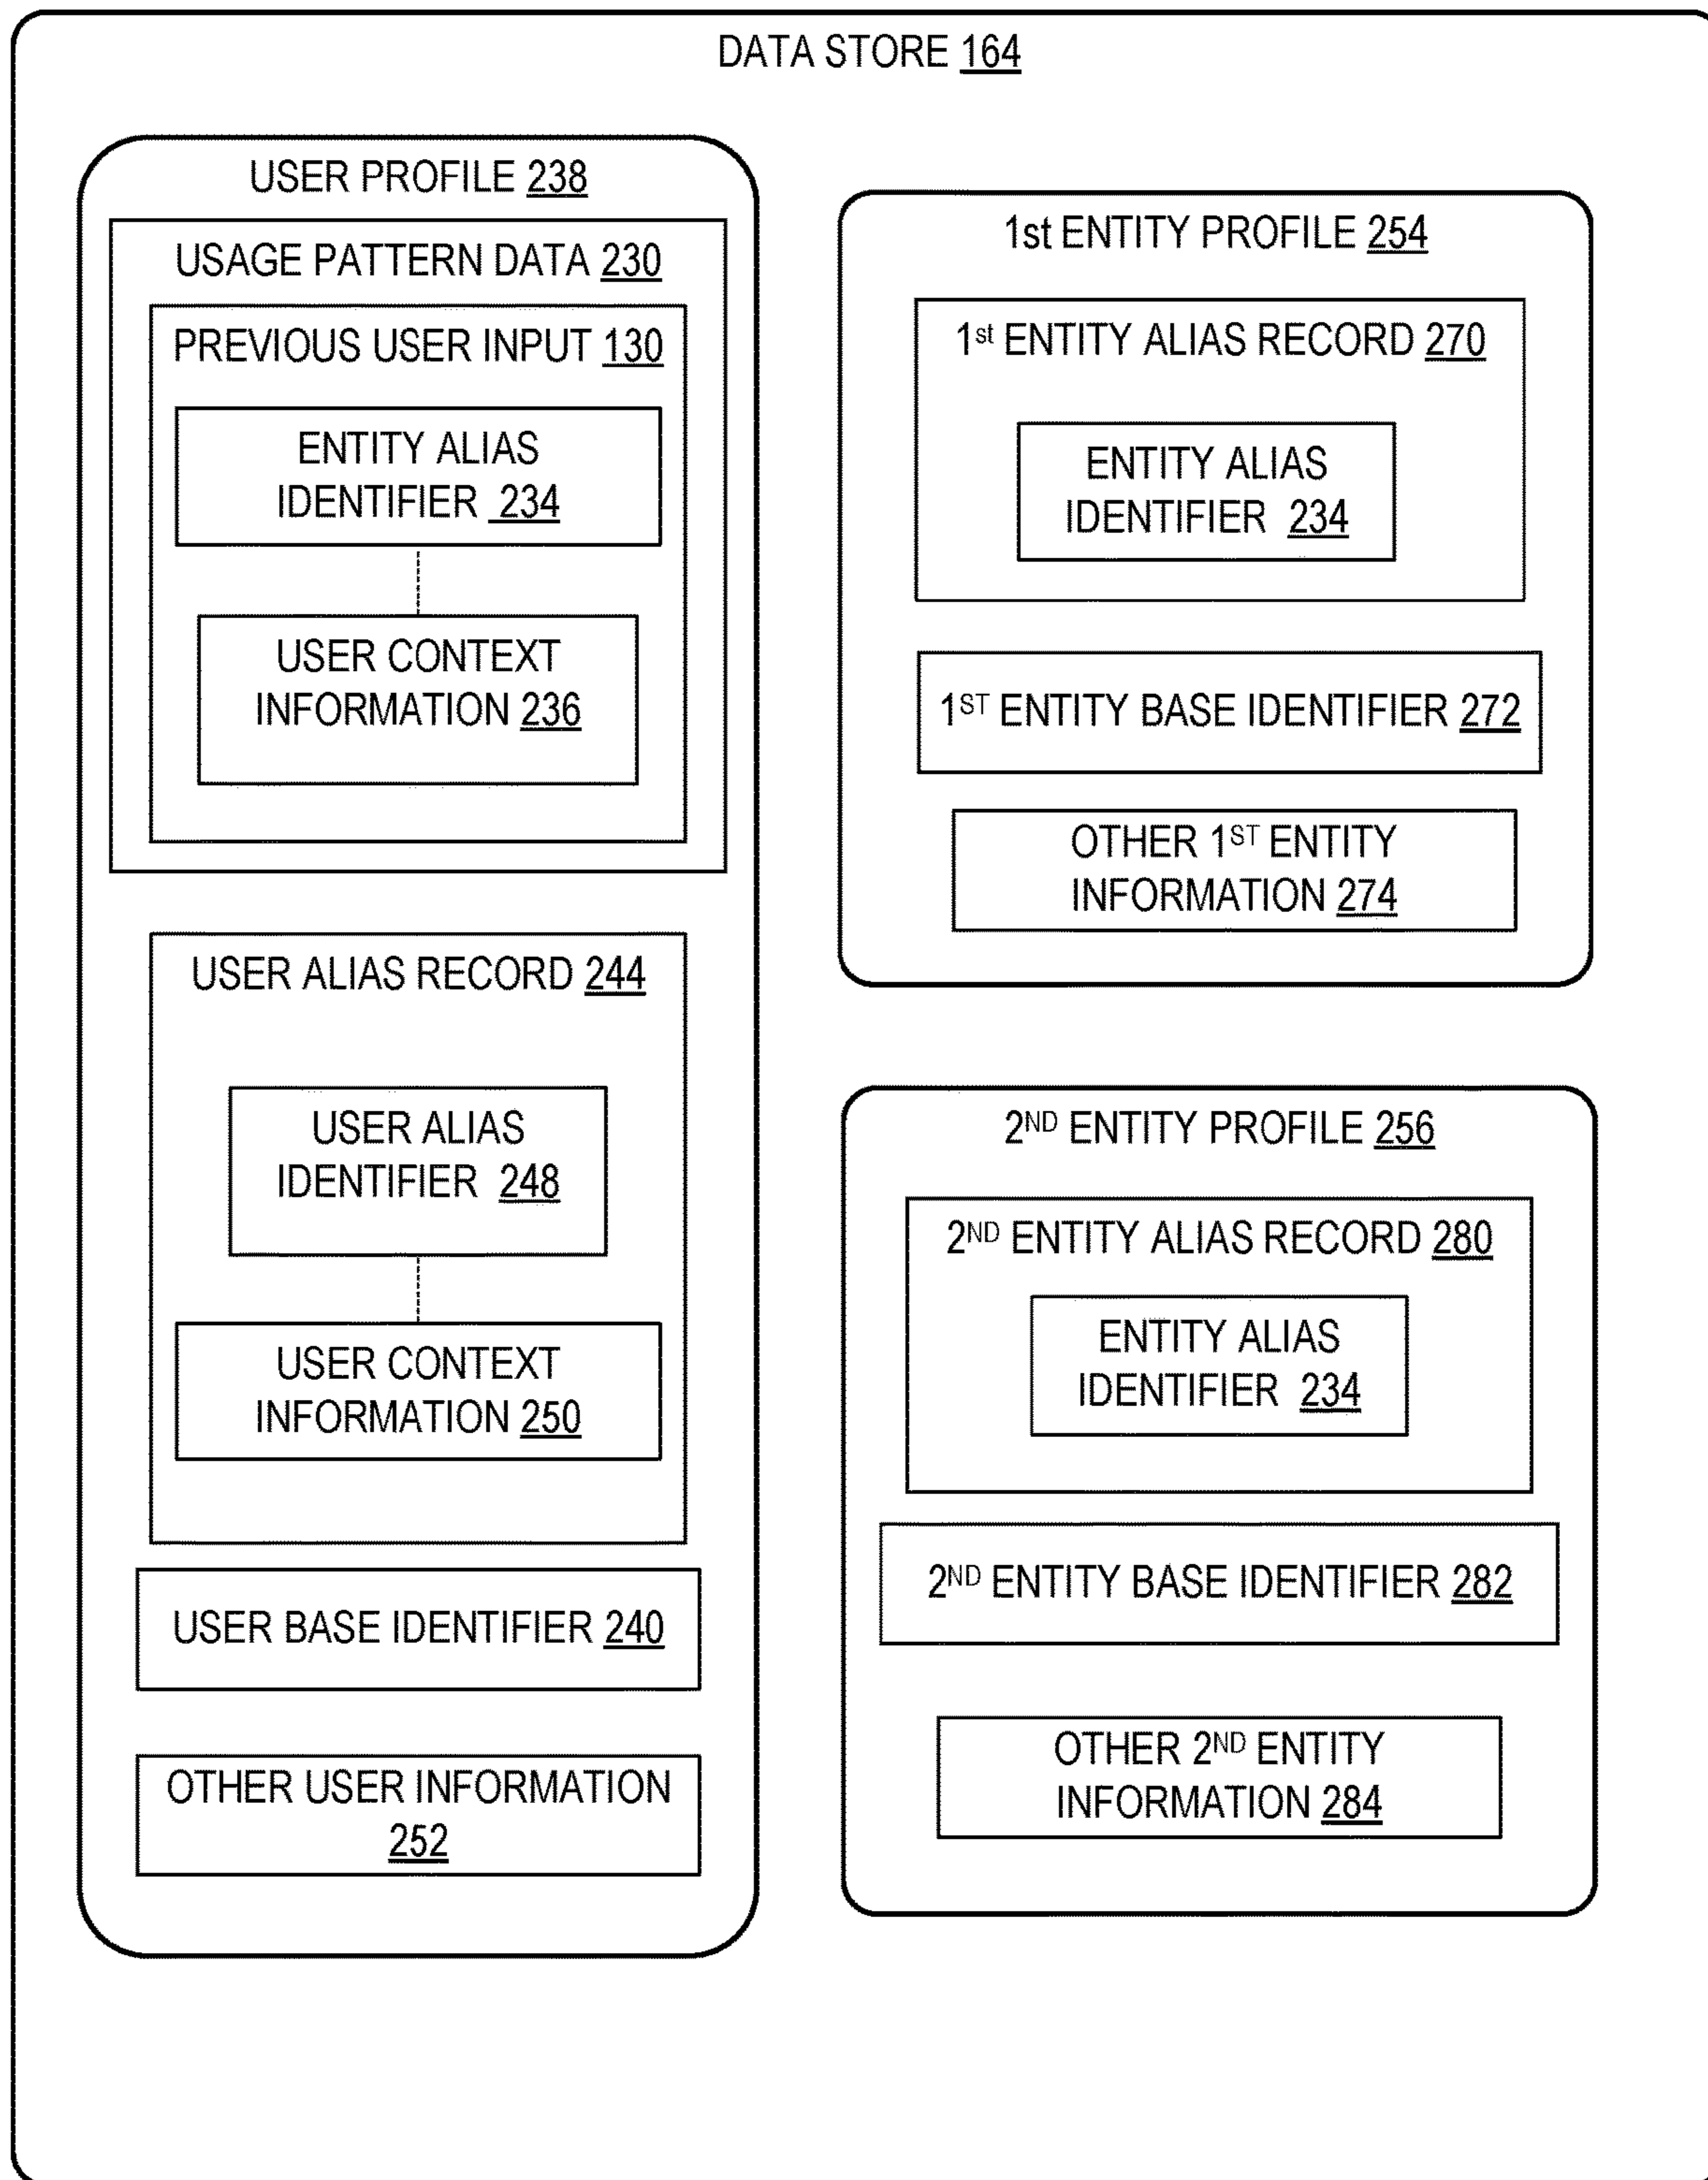 DATA STORE 164
USER PROFILE 238
USAGE PATTERN DATA 230
PREVIOUS USER INPUT 130
ENTITY ALIAS
IDENTIFIER 234
USER CONTEXT
INFORMATION 236
USER ALIAS RECORD 244
USER ALIAS
IDENTIFIER 248
USER CONTEXT
INFORMATION 250
USER BASE IDENTIFIER 240
OTHER USER INFORMATION
252
1st ENTITY PROFILE 254
1st ENTITY ALIAS RECORD 270
ENTITY ALIAS
IDENTIFIER 234
1ST ENTITY BASE IDENTIFIER 272
OTHER 1ST ENTITY
INFORMATION 274
2ND ENTITY PROFILE 256
2ND ENTITY ALIAS RECORD 280
ENTITY ALIAS
IDENTIFIER 234
2ND ENTITY BASE IDENTIFIER 282
OTHER 2ND ENTITY
INFORMATION 284